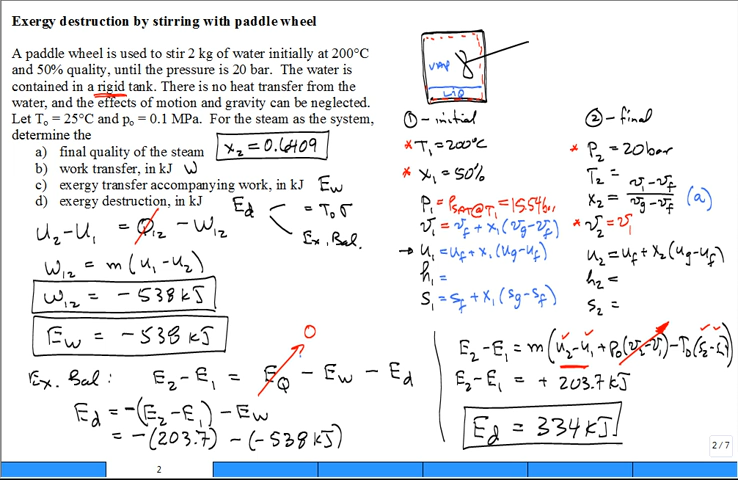 Exergy destruction by stirring with paddle wheel
A paddle wheel is used to stir 2 kg of water initially at 200°C
and 50% quality, until the pressure is 20 bar. The water is
contained in a rigid tank. There is no heat transfer from the
water, and the effects of motion and gravity can be neglected.
Let T₀ = 25°C and p₀ = 0.1 MPa. For the steam as the system,
determine the
a) final quality of the steam
x₂ = 0.6409
b) work transfer, in kJ W
c) exergy transfer accompanying work, in kJ E_W
d) exergy destruction, in kJ E_d = T₀σ
Ex. Bal.
U₂ - U₁ = Q₁₂ - W₁₂
W₁₂ = m(u₁ - u₂)
W₁₂ = -538 kJ
E_W = -538 kJ
Ex. Bal: E₂ - E₁ = E_Q - E_W - E_d
0
E_d = -(E₂ - E₁) - E_W
= -(203.7) - (-538 kJ)
VAP
LIQ
① - initial
* T₁ = 200°C
* x₁ = 50%
P₁ = P_SAT@T₁ = 15.54 bar
v₁ = v_f + x₁(v_g - v_f)
→ u₁ = u_f + x₁(u_g - u_f)
h₁ =
s₁ = s_f + x₁(s_g - s_f)
② - final
* P₂ = 20 bar
T₂ =
x₂ = v₁ - v_f / v_g - v_f (a)
* v₂ = v₁
u₂ = u_f + x₂(u_g - u_f)
h₂ =
s₂ =
E₂ - E₁ = m(u₂ - u₁ + P₀(v₂ - v₁) - T₀(s₂ - s₁))
E₂ - E₁ = + 203.7 kJ
E_d = 334 kJ
2 / 7
2